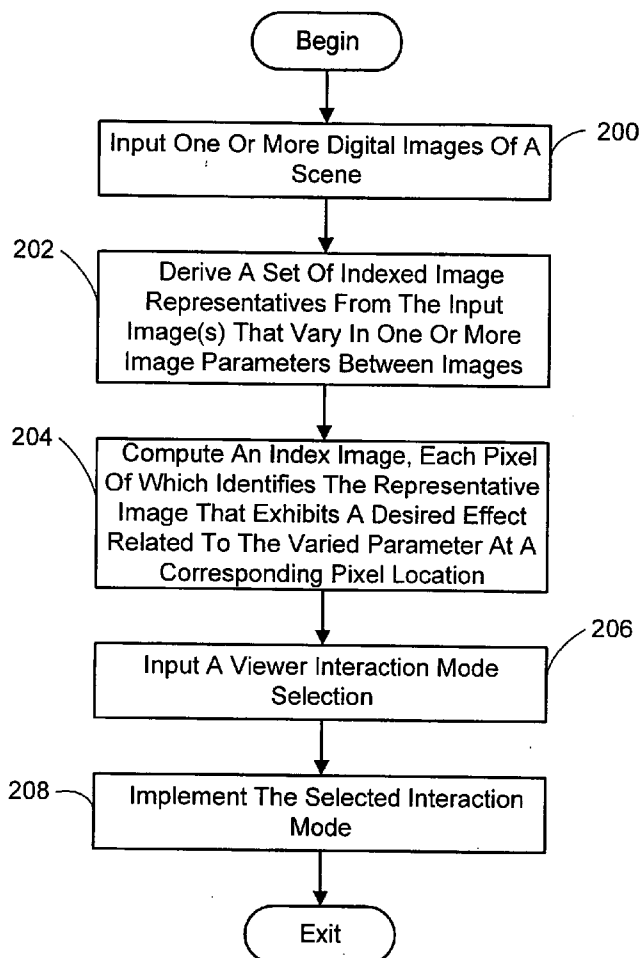 Begin
200
Input One Or More Digital Images Of A
Scene
202
Derive A Set Of Indexed Image
Representatives From The Input
Image(s) That Vary In One Or More
Image Parameters Between Images
204
Compute An Index Image, Each Pixel
Of Which Identifies The Representative
Image That Exhibits A Desired Effect
Related To The Varied Parameter At A
Corresponding Pixel Location
206
Input A Viewer Interaction Mode
Selection
208
Implement The Selected Interaction
Mode
Exit